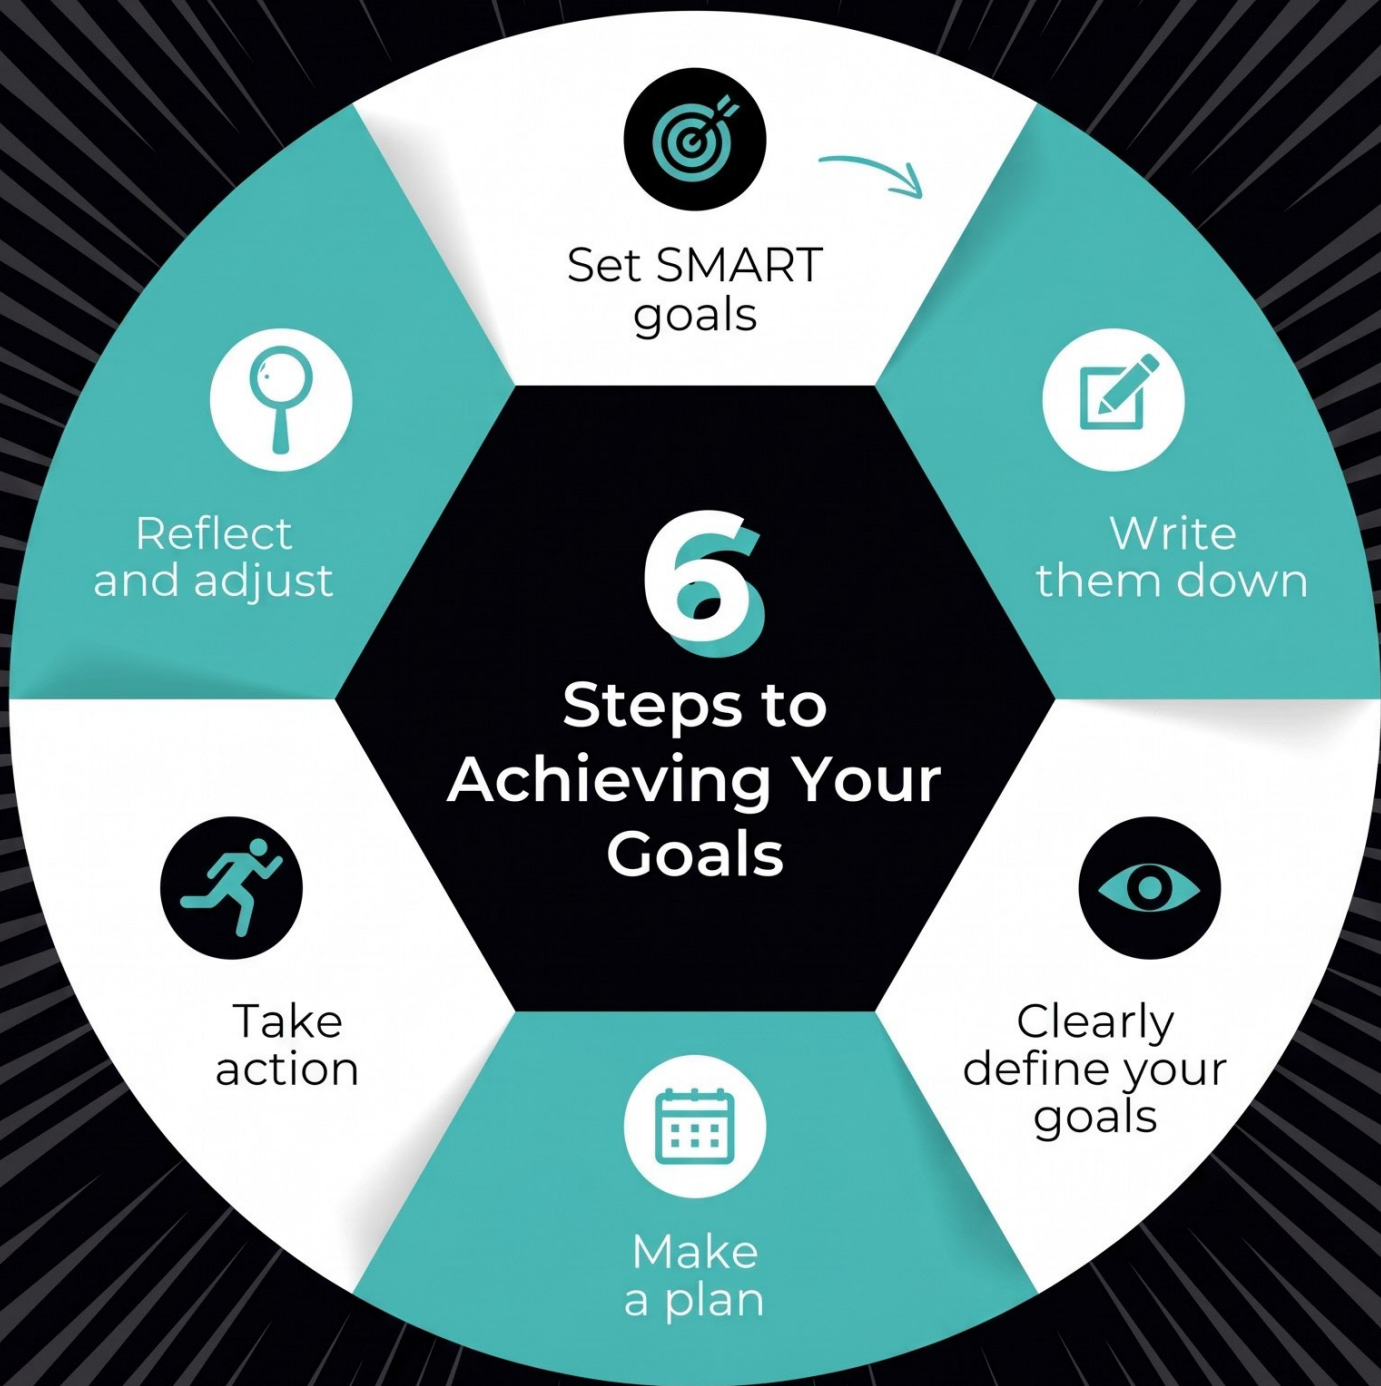 6
Steps to
Achieving Your
Goals
Set SMART
goals
Write
them down
Clearly
define your
goals
Make
a plan
Take
action
Reflect
and adjust